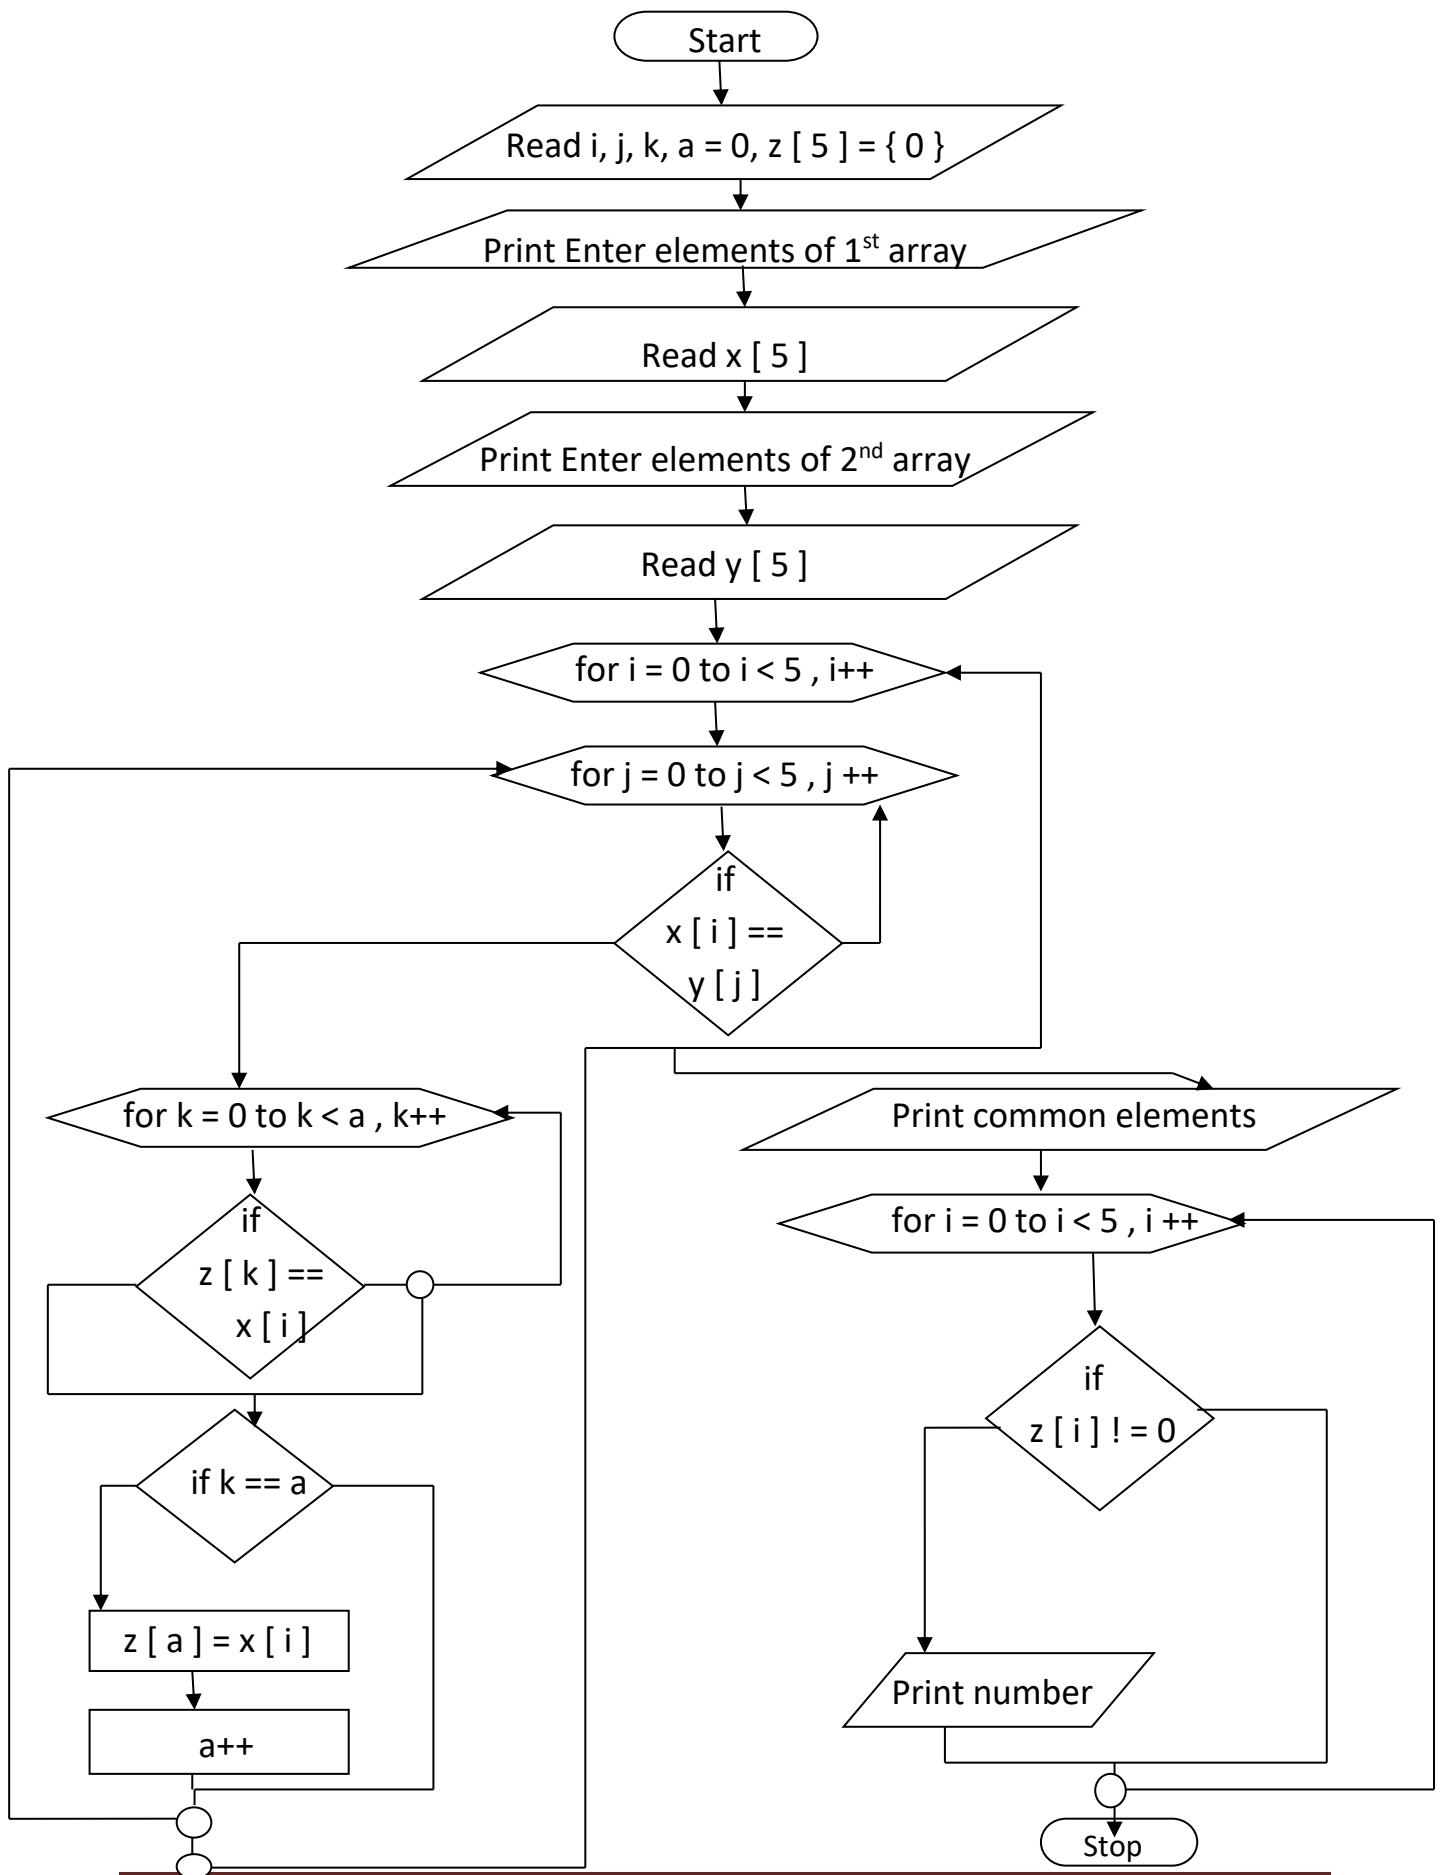 Start
Read i, j, k, a = 0, z [ 5 ] = { 0 }
Print Enter elements of 1st array
Read x [ 5 ]
Print Enter elements of 2nd array
Read y [ 5 ]
for i = 0 to i < 5 , i++
for j = 0 to j < 5 , j ++
if
x [ i ] ==
y [ j ]
for k = 0 to k < a , k++
if
z [ k ] ==
x [ i ]
if k == a
z [ a ] = x [ i ]
a++
Print common elements
for i = 0 to i < 5 , i ++
if
z [ i ] ! = 0
Print number
Stop